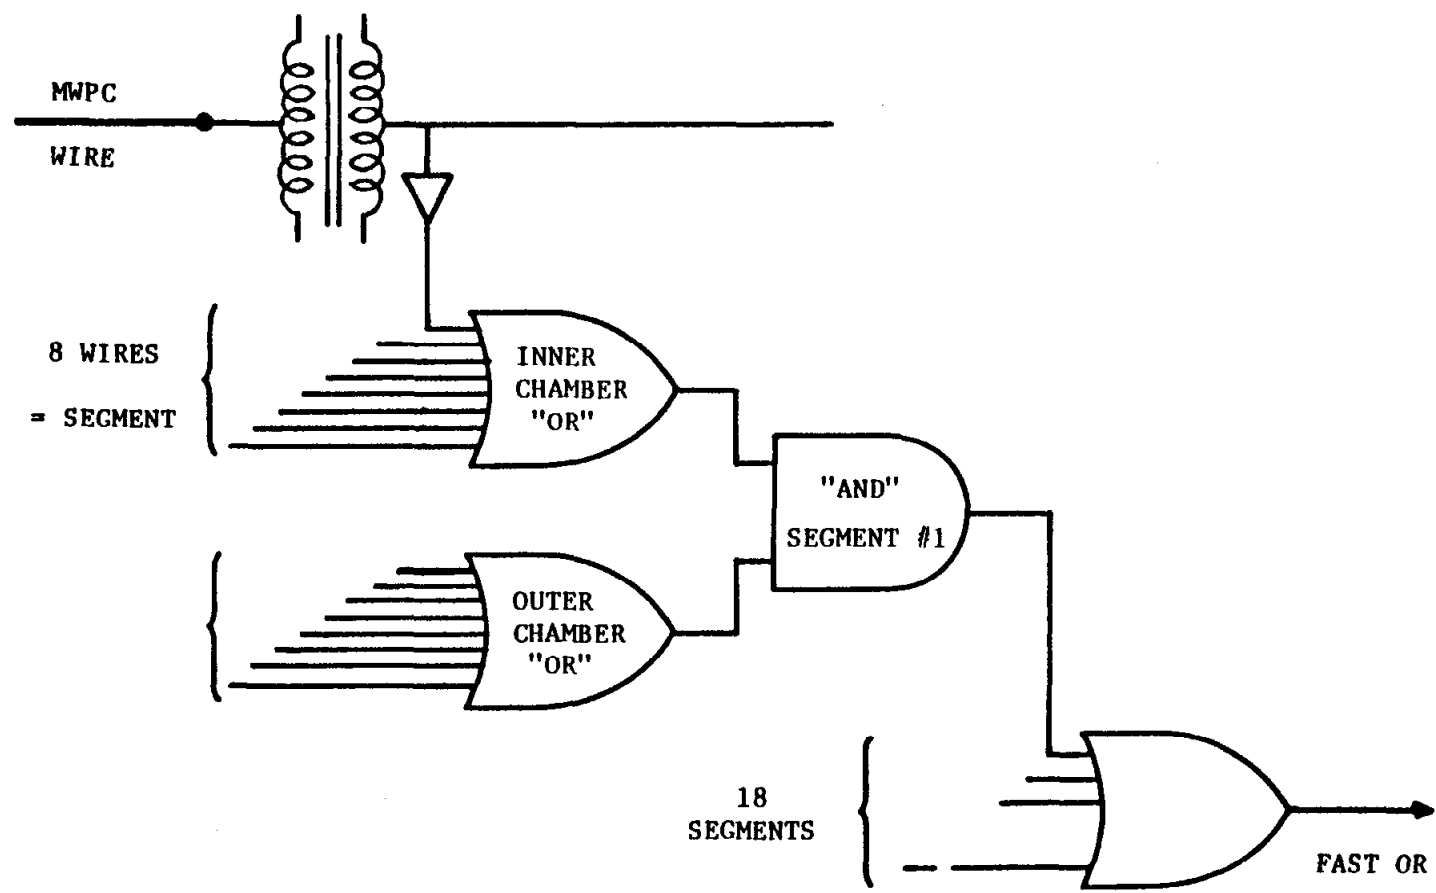 MWPC
WIRE
8 WIRES
= SEGMENT
INNER
CHAMBER
"OR"
"AND"
SEGMENT #1
OUTER
CHAMBER
"OR"
18
SEGMENTS
FAST OR